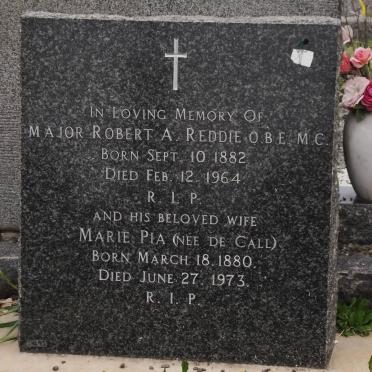 In Loving Memory Of
Major Robert A. Reddie O.B.E. M.C.
Born Sept. 10 1882
Died Feb. 12. 1964
R. I. P.
and his beloved wife
Marie Pia (nee de Call)
Born March 18. 1880.
Died June 27. 1973.
R. I. P.